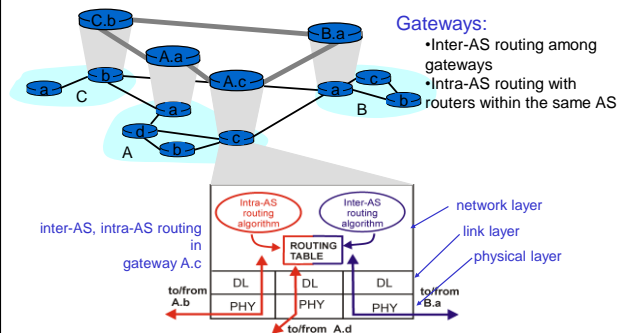 C.b
B.a
A.a
A.c
Gateways:
•Inter-AS routing among
gateways
•Intra-AS routing with
routers within the same AS
a
b
C
a
c
b
B
a
d
b
c
A
Intra-AS
routing
algorithm
Inter-AS
routing
algorithm
ROUTING
TABLE
inter-AS, intra-AS routing
in
gateway A.c
network layer
link layer
physical layer
DL
DL
DL
PHY
PHY
PHY
to/from
A.b
to/from
B.a
to/from A.d